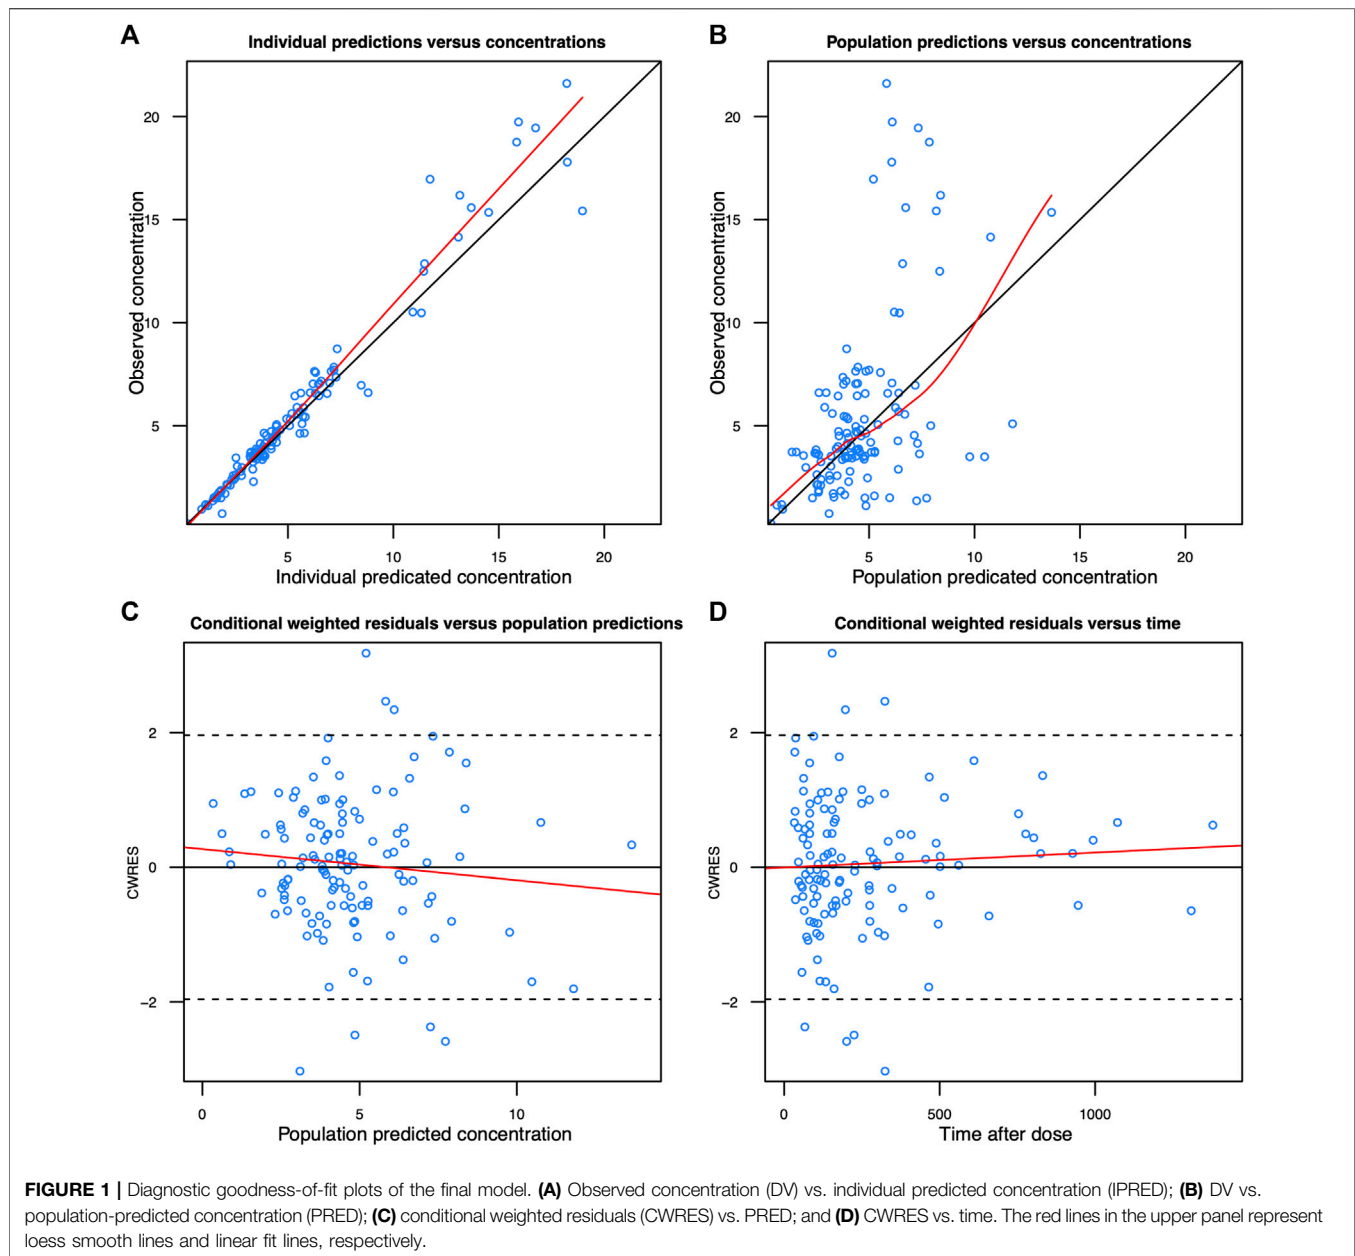 A
Individual predictions versus concentrations
Observed concentration
20
15
10
5
5 10 15 20
Individual predicated concentration
B
Population predictions versus concentrations
Observed concentration
20
15
10
5
5 10 15 20
Population predicated concentration
C
Conditional weighted residuals versus population predictions
CWRES
2
0
−2
0 5 10
Population predicted concentration
D
Conditional weighted residuals versus time
CWRES
2
0
−2
0 500 1000
Time after dose
FIGURE 1 | Diagnostic goodness-of-fit plots of the final model. (A) Observed concentration (DV) vs. individual predicted concentration (IPRED); (B) DV vs.
population-predicted concentration (PRED); (C) conditional weighted residuals (CWRES) vs. PRED; and (D) CWRES vs. time. The red lines in the upper panel represent
loess smooth lines and linear fit lines, respectively.